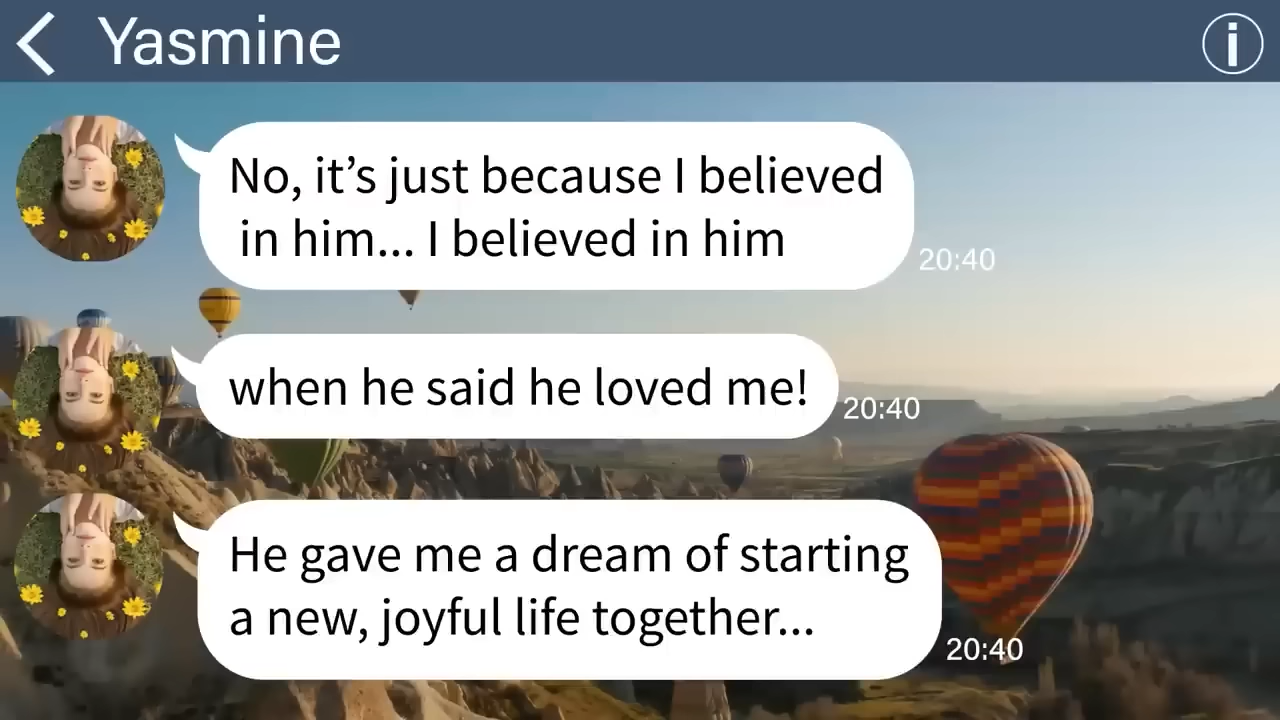 Yasmine
i
No, it’s just because I believed
in him... I believed in him
20:40
when he said he loved me!
20:40
He gave me a dream of starting
a new, joyful life together...
20:40